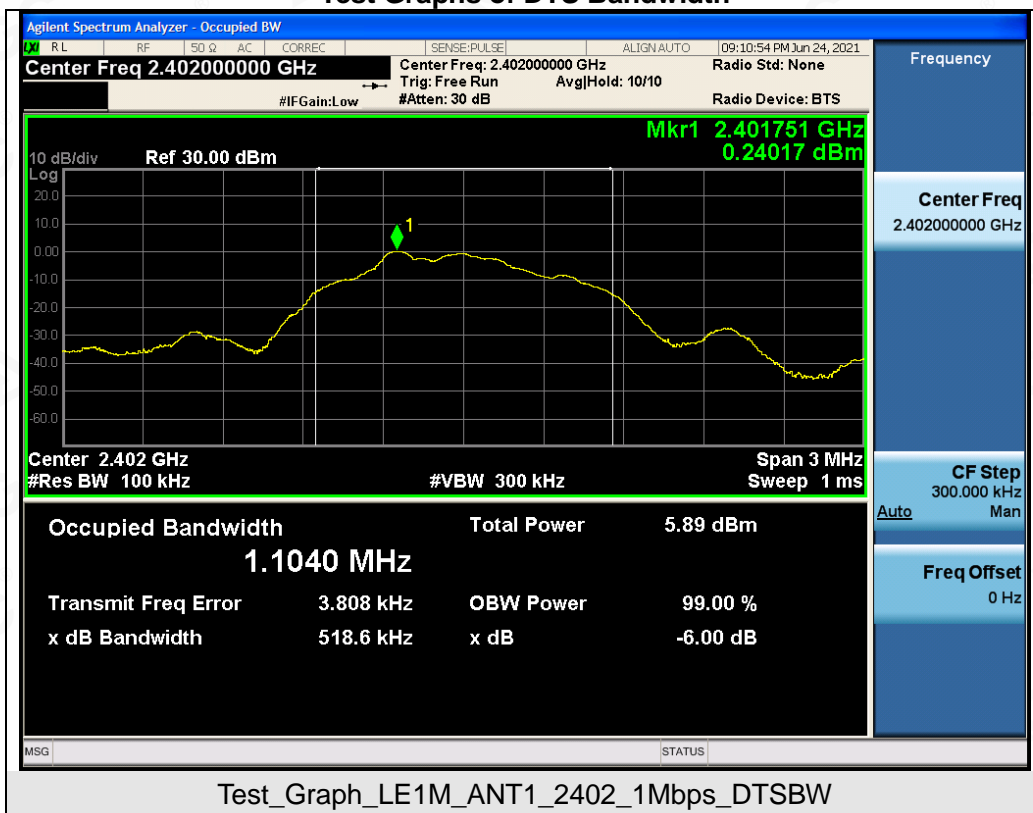 Test Graphs of DTS Bandwidth
Agilent Spectrum Analyzer - Occupied BW
LXI RL RF 50 Ω AC CORREC SENSE:PULSE ALIGN AUTO 09:10:54 PM Jun 24, 2021
Center Freq 2.402000000 GHz Center Freq: 2.402000000 GHz Radio Std: None
Trig: Free Run Avg|Hold: 10/10
#IFGain:Low #Atten: 30 dB Radio Device: BTS
Frequency
Mkr1 2.401751 GHz
0.24017 dBm
10 dB/div Ref 30.00 dBm
Log
20.0
10.0
0.00
-10.0
-20.0
-30.0
-40.0
-50.0
-60.0
1
Center 2.402 GHz Span 3 MHz
#Res BW 100 kHz #VBW 300 kHz Sweep 1 ms
Center Freq
2.402000000 GHz
CF Step
300.000 kHz
Auto Man
Freq Offset
0 Hz
Occupied Bandwidth Total Power 5.89 dBm
1.1040 MHz
Transmit Freq Error 3.808 kHz OBW Power 99.00 %
x dB Bandwidth 518.6 kHz x dB -6.00 dB
MSG STATUS
Test_Graph_LE1M_ANT1_2402_1Mbps_DTSBW